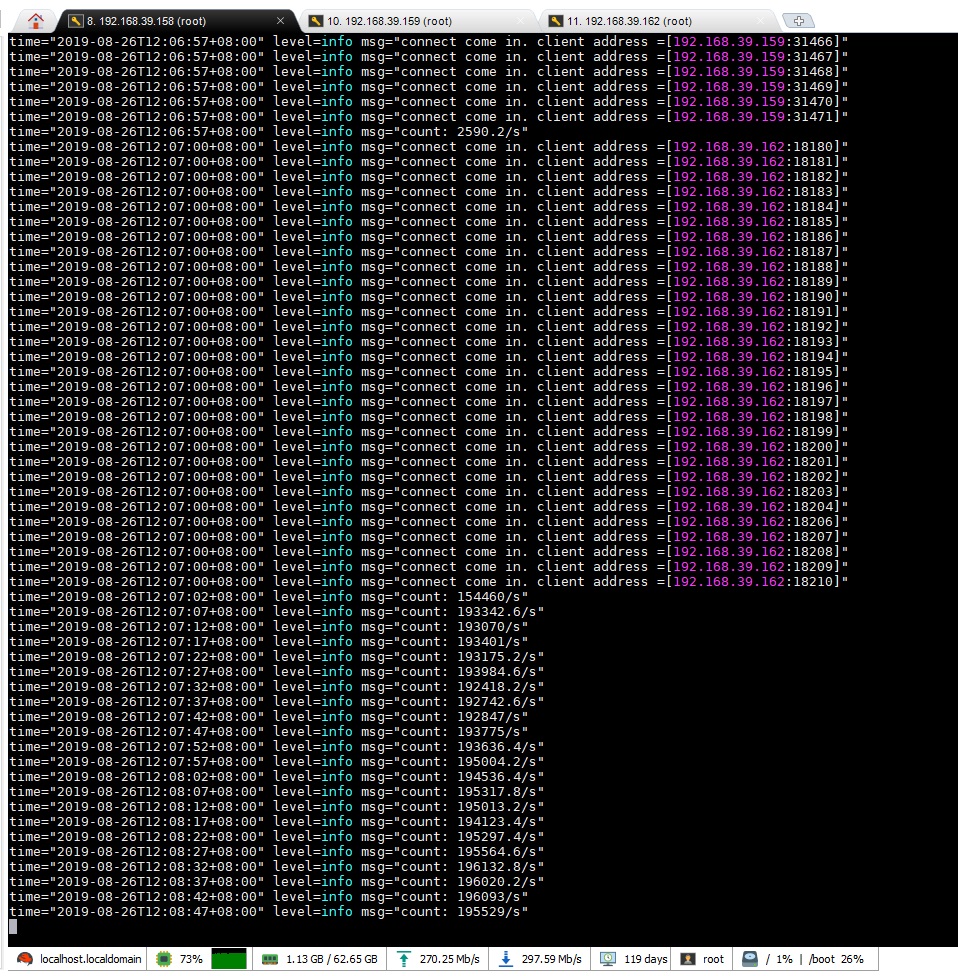 8. 192.168.39.158 (root)
10. 192.168.39.159 (root)
11. 192.168.39.162 (root)
time="2019-08-26T12:06:57+08:00" level=info msg="connect come in. client address =[192.168.39.159:31466]"
time="2019-08-26T12:06:57+08:00" level=info msg="connect come in. client address =[192.168.39.159:31467]"
time="2019-08-26T12:06:57+08:00" level=info msg="connect come in. client address =[192.168.39.159:31468]"
time="2019-08-26T12:06:57+08:00" level=info msg="connect come in. client address =[192.168.39.159:31469]"
time="2019-08-26T12:06:57+08:00" level=info msg="connect come in. client address =[192.168.39.159:31470]"
time="2019-08-26T12:06:57+08:00" level=info msg="connect come in. client address =[192.168.39.159:31471]"
time="2019-08-26T12:06:57+08:00" level=info msg="count: 2590.2/s"
time="2019-08-26T12:07:00+08:00" level=info msg="connect come in. client address =[192.168.39.162:18180]"
time="2019-08-26T12:07:00+08:00" level=info msg="connect come in. client address =[192.168.39.162:18181]"
time="2019-08-26T12:07:00+08:00" level=info msg="connect come in. client address =[192.168.39.162:18182]"
time="2019-08-26T12:07:00+08:00" level=info msg="connect come in. client address =[192.168.39.162:18183]"
time="2019-08-26T12:07:00+08:00" level=info msg="connect come in. client address =[192.168.39.162:18184]"
time="2019-08-26T12:07:00+08:00" level=info msg="connect come in. client address =[192.168.39.162:18185]"
time="2019-08-26T12:07:00+08:00" level=info msg="connect come in. client address =[192.168.39.162:18186]"
time="2019-08-26T12:07:00+08:00" level=info msg="connect come in. client address =[192.168.39.162:18187]"
time="2019-08-26T12:07:00+08:00" level=info msg="connect come in. client address =[192.168.39.162:18188]"
time="2019-08-26T12:07:00+08:00" level=info msg="connect come in. client address =[192.168.39.162:18189]"
time="2019-08-26T12:07:00+08:00" level=info msg="connect come in. client address =[192.168.39.162:18190]"
time="2019-08-26T12:07:00+08:00" level=info msg="connect come in. client address =[192.168.39.162:18191]"
time="2019-08-26T12:07:00+08:00" level=info msg="connect come in. client address =[192.168.39.162:18192]"
time="2019-08-26T12:07:00+08:00" level=info msg="connect come in. client address =[192.168.39.162:18193]"
time="2019-08-26T12:07:00+08:00" level=info msg="connect come in. client address =[192.168.39.162:18194]"
time="2019-08-26T12:07:00+08:00" level=info msg="connect come in. client address =[192.168.39.162:18195]"
time="2019-08-26T12:07:00+08:00" level=info msg="connect come in. client address =[192.168.39.162:18196]"
time="2019-08-26T12:07:00+08:00" level=info msg="connect come in. client address =[192.168.39.162:18197]"
time="2019-08-26T12:07:00+08:00" level=info msg="connect come in. client address =[192.168.39.162:18198]"
time="2019-08-26T12:07:00+08:00" level=info msg="connect come in. client address =[192.168.39.162:18199]"
time="2019-08-26T12:07:00+08:00" level=info msg="connect come in. client address =[192.168.39.162:18200]"
time="2019-08-26T12:07:00+08:00" level=info msg="connect come in. client address =[192.168.39.162:18201]"
time="2019-08-26T12:07:00+08:00" level=info msg="connect come in. client address =[192.168.39.162:18202]"
time="2019-08-26T12:07:00+08:00" level=info msg="connect come in. client address =[192.168.39.162:18203]"
time="2019-08-26T12:07:00+08:00" level=info msg="connect come in. client address =[192.168.39.162:18204]"
time="2019-08-26T12:07:00+08:00" level=info msg="connect come in. client address =[192.168.39.162:18206]"
time="2019-08-26T12:07:00+08:00" level=info msg="connect come in. client address =[192.168.39.162:18207]"
time="2019-08-26T12:07:00+08:00" level=info msg="connect come in. client address =[192.168.39.162:18208]"
time="2019-08-26T12:07:00+08:00" level=info msg="connect come in. client address =[192.168.39.162:18209]"
time="2019-08-26T12:07:00+08:00" level=info msg="connect come in. client address =[192.168.39.162:18210]"
time="2019-08-26T12:07:02+08:00" level=info msg="count: 154460/s"
time="2019-08-26T12:07:07+08:00" level=info msg="count: 193342.6/s"
time="2019-08-26T12:07:12+08:00" level=info msg="count: 193070/s"
time="2019-08-26T12:07:17+08:00" level=info msg="count: 193401/s"
time="2019-08-26T12:07:22+08:00" level=info msg="count: 193175.2/s"
time="2019-08-26T12:07:27+08:00" level=info msg="count: 193984.6/s"
time="2019-08-26T12:07:32+08:00" level=info msg="count: 192418.2/s"
time="2019-08-26T12:07:37+08:00" level=info msg="count: 192742.6/s"
time="2019-08-26T12:07:42+08:00" level=info msg="count: 192847/s"
time="2019-08-26T12:07:47+08:00" level=info msg="count: 193775/s"
time="2019-08-26T12:07:52+08:00" level=info msg="count: 193636.4/s"
time="2019-08-26T12:07:57+08:00" level=info msg="count: 195004.2/s"
time="2019-08-26T12:08:02+08:00" level=info msg="count: 194536.4/s"
time="2019-08-26T12:08:07+08:00" level=info msg="count: 195317.8/s"
time="2019-08-26T12:08:12+08:00" level=info msg="count: 195013.2/s"
time="2019-08-26T12:08:17+08:00" level=info msg="count: 194123.4/s"
time="2019-08-26T12:08:22+08:00" level=info msg="count: 195297.4/s"
time="2019-08-26T12:08:27+08:00" level=info msg="count: 195564.6/s"
time="2019-08-26T12:08:32+08:00" level=info msg="count: 196132.8/s"
time="2019-08-26T12:08:37+08:00" level=info msg="count: 196020.2/s"
time="2019-08-26T12:08:42+08:00" level=info msg="count: 196093/s"
time="2019-08-26T12:08:47+08:00" level=info msg="count: 195529/s"
localhost.localdomain 73% 1.13 GB / 62.65 GB 270.25 Mb/s 297.59 Mb/s 119 days root / 1% | /boot 26%